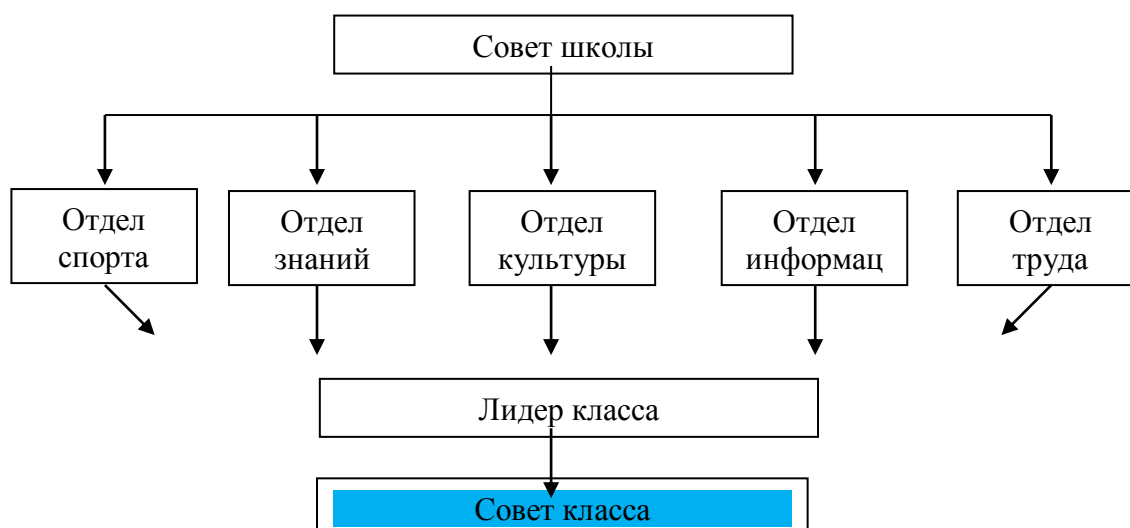 Совет школы
Отдел
спорта
Отдел
знаний
Отдел
культуры
Отдел
информац
Отдел
труда
Лидер класса
Совет класса